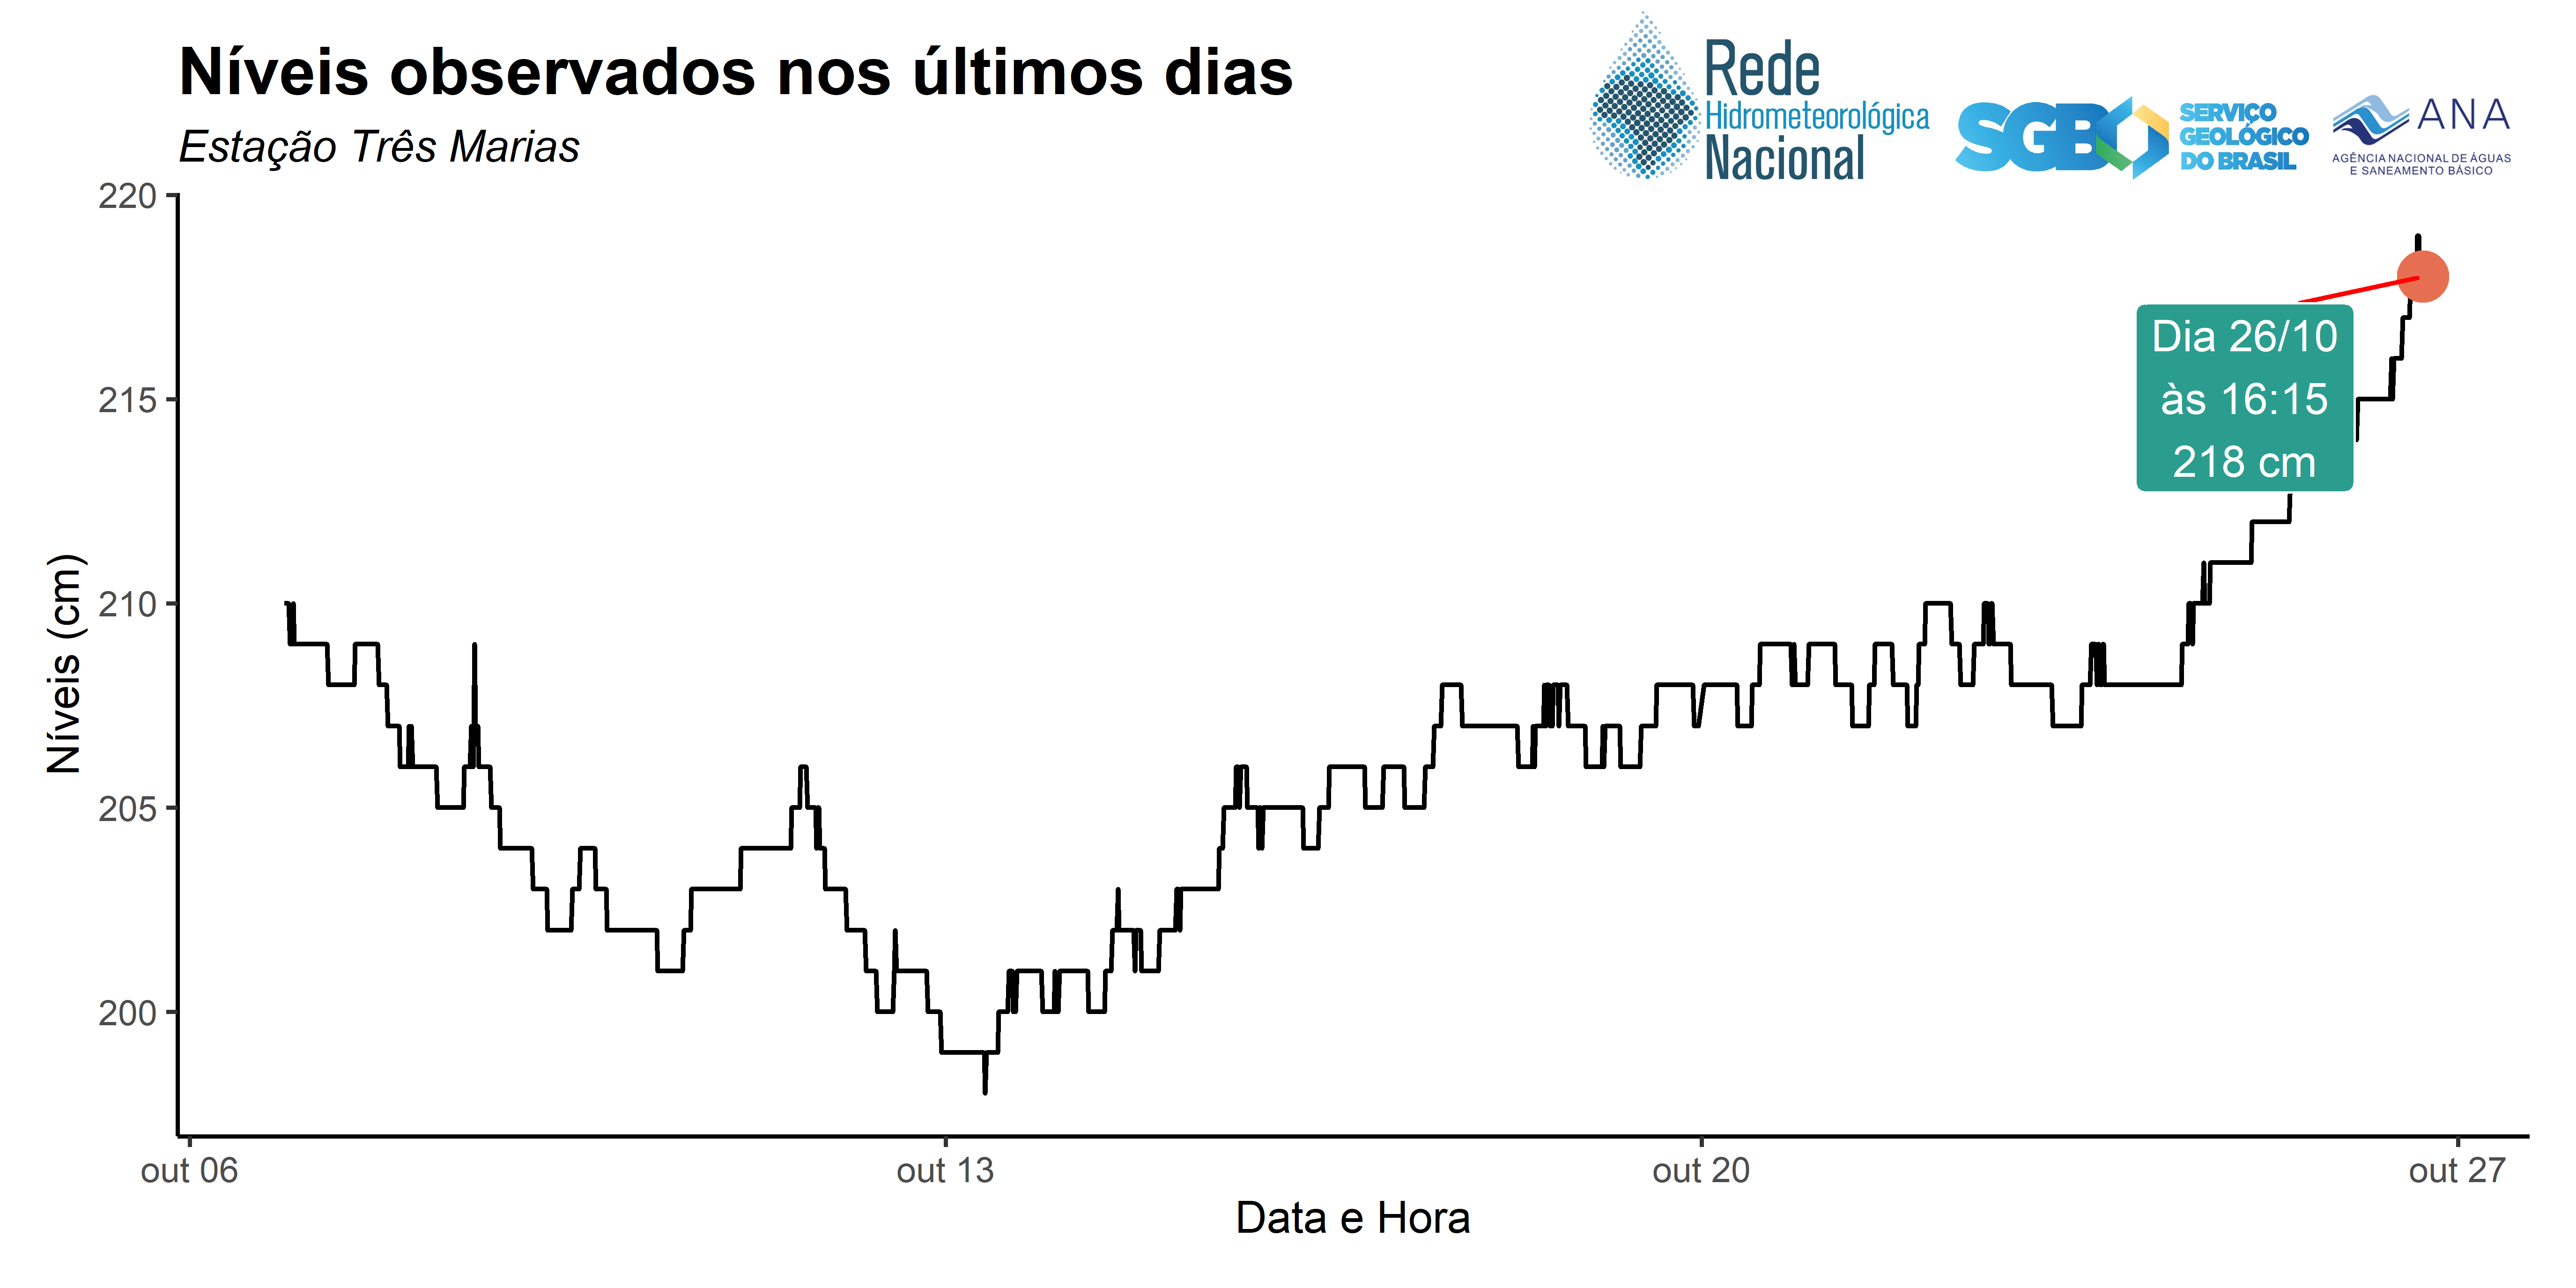 Níveis observados nos últimos dias
Estação Três Marias
Rede
Hidrometeorológica
Nacional
SGB
SERVIÇO
GEOLÓGICO
DO BRASIL
ANA
AGÊNCIA NACIONAL DE ÁGUAS
E SANEAMENTO BÁSICO
220
215
210
205
200
Níveis (cm)
Dia 26/10
às 16:15
218 cm
out 06
out 13
out 20
out 27
Data e Hora